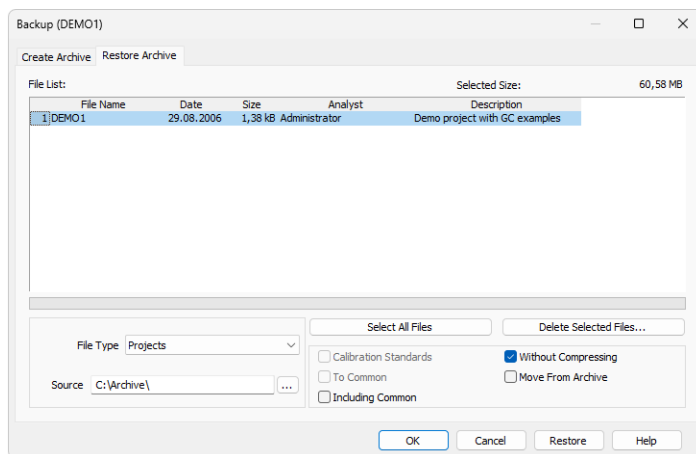 Backup (DEMO1)
Create Archive Restore Archive
File List: Selected Size: 60,58 MB
File Name Date Size Analyst Description
1 DEMO1 29.08.2006 1,38 kB Administrator Demo project with GC examples
Select All Files Delete Selected Files...
File Type Projects
Calibration Standards Without Compressing
To Common Move From Archive
Source C:\Archive\ ...
Including Common
OK Cancel Restore Help